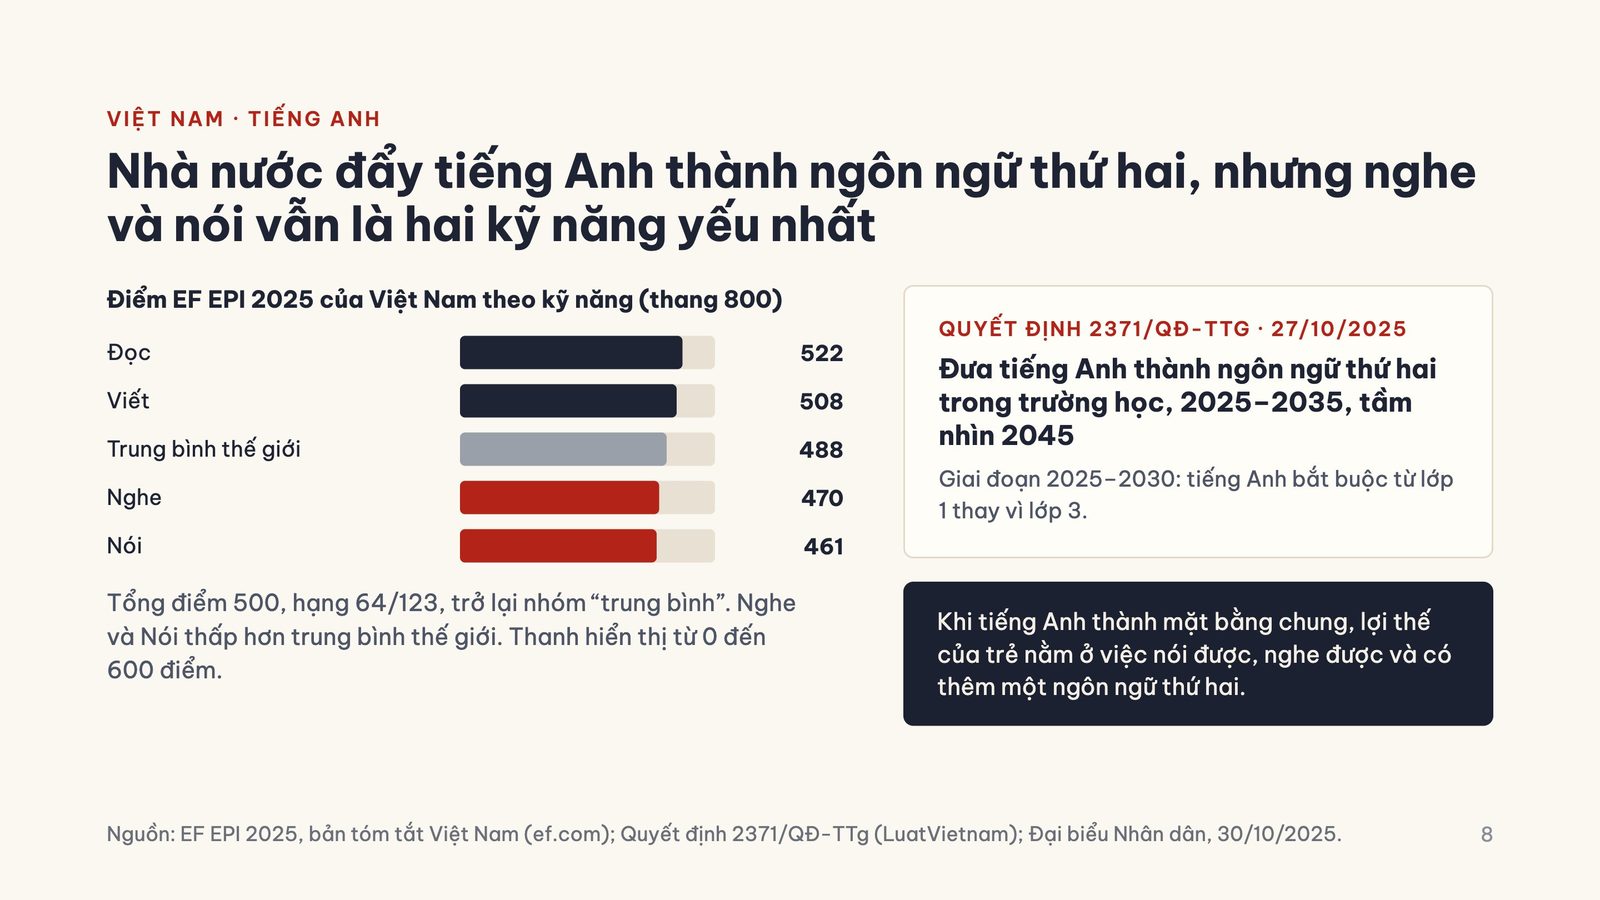 VIỆT NAM · TIẾNG ANH
Nhà nước đẩy tiếng Anh thành ngôn ngữ thứ hai, nhưng nghe
và nói vẫn là hai kỹ năng yếu nhất
Điểm EF EPI 2025 của Việt Nam theo kỹ năng (thang 800)
Đọc 522
Viết 508
Trung bình thế giới 488
Nghe 470
Nói 461
Tổng điểm 500, hạng 64/123, trở lại nhóm “trung bình”. Nghe
và Nói thấp hơn trung bình thế giới. Thanh hiển thị từ 0 đến
600 điểm.
QUYẾT ĐỊNH 2371/QĐ-TTG · 27/10/2025
Đưa tiếng Anh thành ngôn ngữ thứ hai
trong trường học, 2025–2035, tầm
nhìn 2045
Giai đoạn 2025–2030: tiếng Anh bắt buộc từ lớp
1 thay vì lớp 3.
Khi tiếng Anh thành mặt bằng chung, lợi thế
của trẻ nằm ở việc nói được, nghe được và có
thêm một ngôn ngữ thứ hai.
Nguồn: EF EPI 2025, bản tóm tắt Việt Nam (ef.com); Quyết định 2371/QĐ-TTg (LuatVietnam); Đại biểu Nhân dân, 30/10/2025.
8